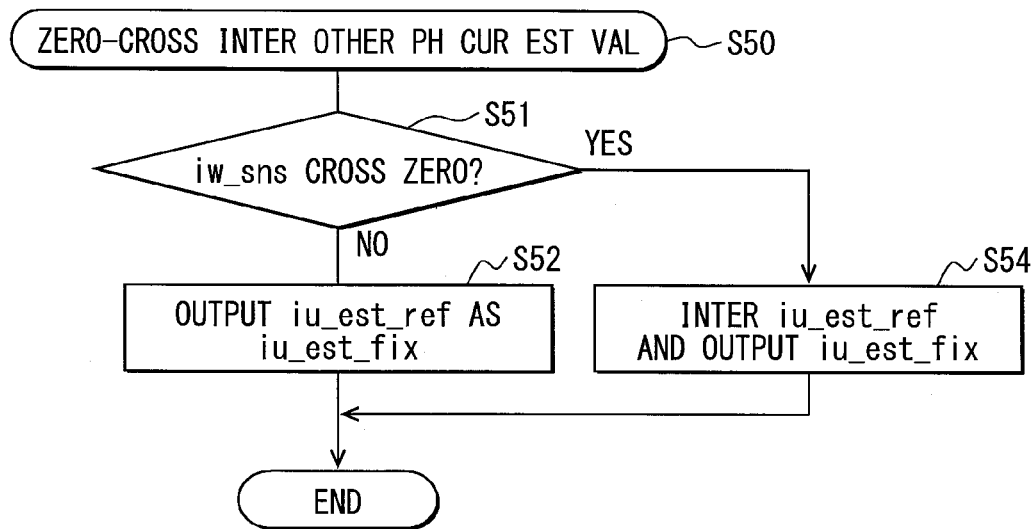 ZERO-CROSS INTER OTHER PH CUR EST VAL
S50
S51
iw_sns CROSS ZERO?
YES
NO
S52
OUTPUT iu_est_ref AS
iu_est_fix
S54
INTER iu_est_ref
AND OUTPUT iu_est_fix
END